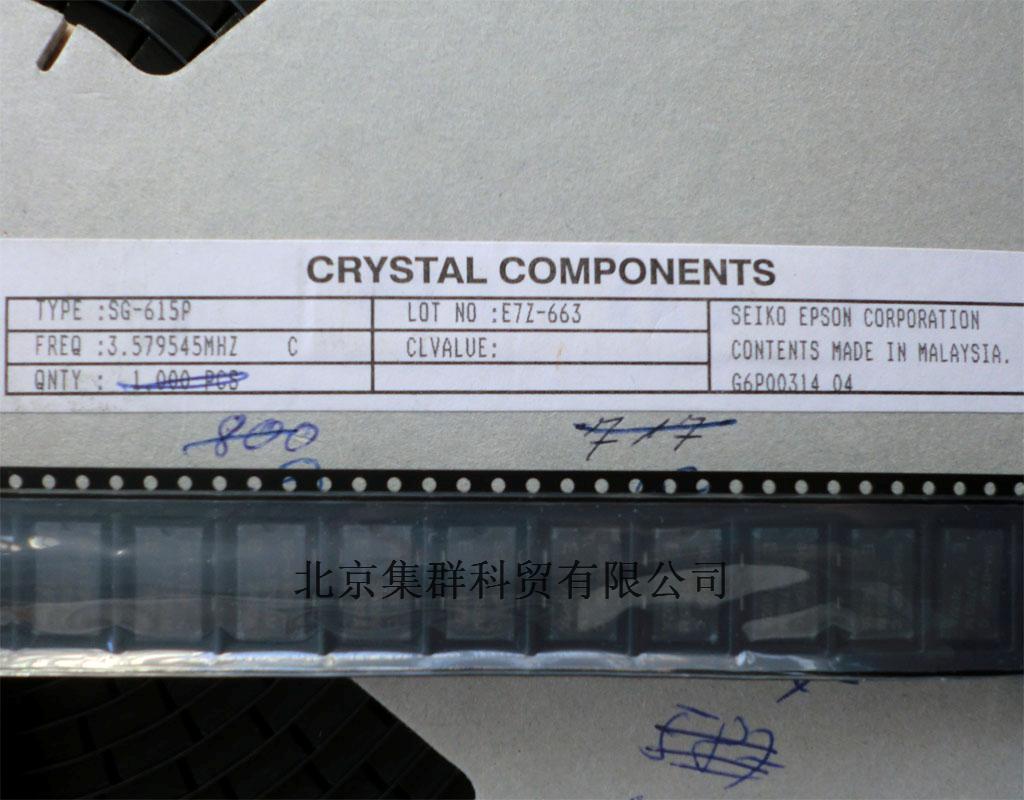 CRYSTAL COMPONENTS
TYPE :SG-615P
LOT NO :E7Z-663
SEIKO EPSON CORPORATION
FREQ :3.579545MHZ C
CLVALUE:
CONTENTS MADE IN MALAYSIA.
QNTY : 1,000 PCS
G6P00314 04
800
717
北京集群科贸有限公司